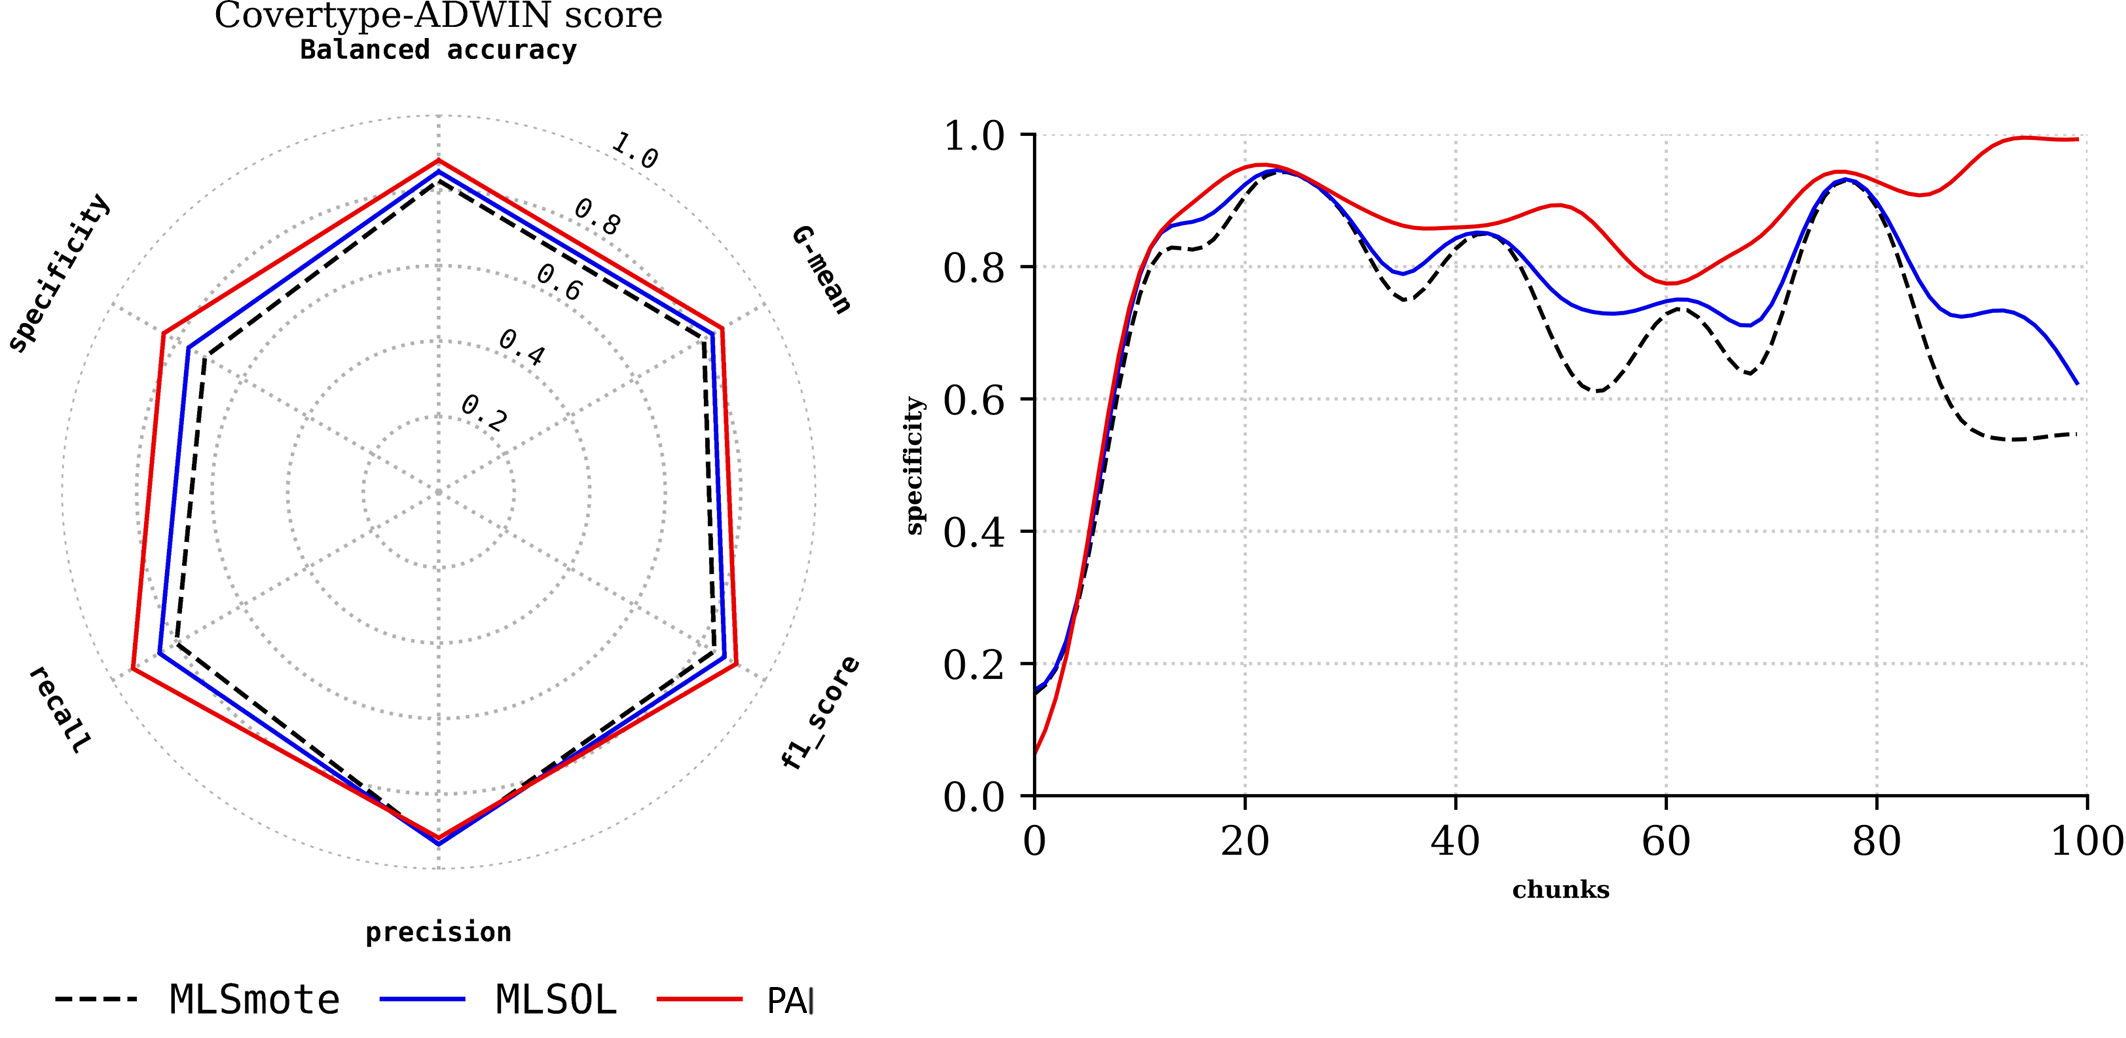 Covertype-ADWIN score
Balanced accuracy
G-mean
specificity
1.0
0.8
0.6
0.4
0.2
recall
f1_score
precision
MLSmote MLSOL PA|
1.0
0.8
0.6
0.4
0.2
0.0
specificity
0 20 40 60 80 100
chunks